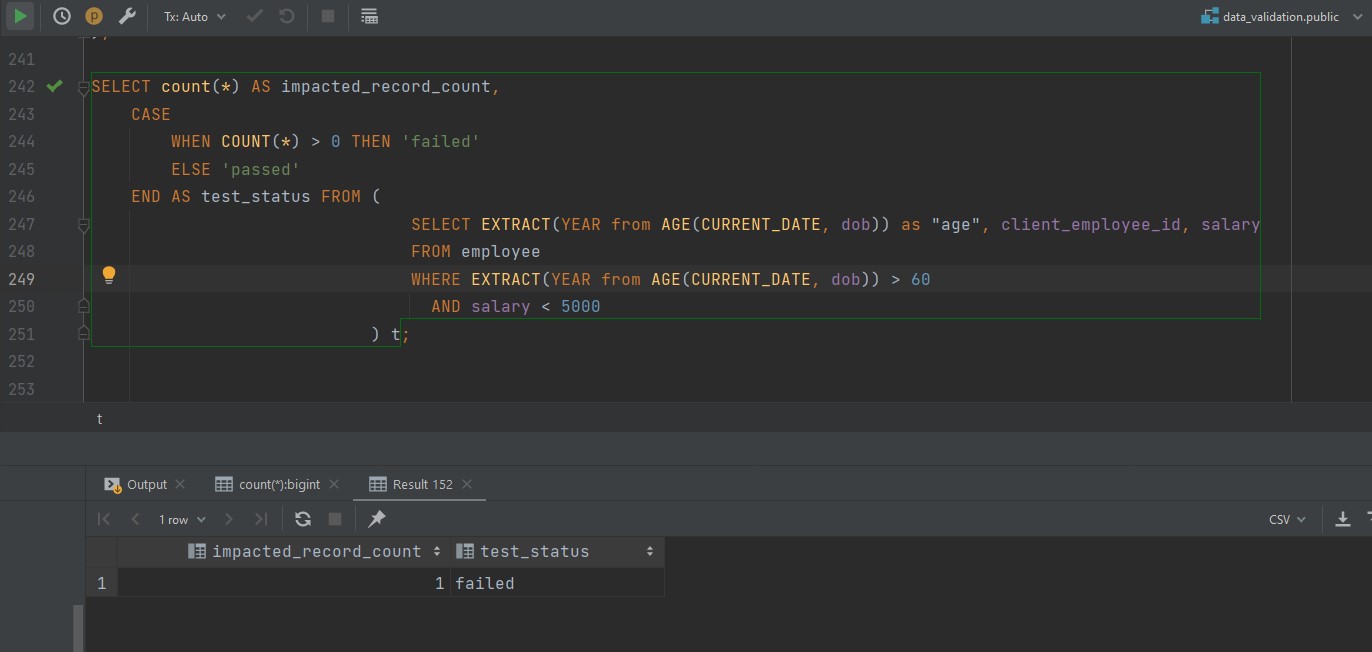 Tx: Auto
data_validation.public
241
242 SELECT count(*) AS impacted_record_count,
243 CASE
244 WHEN COUNT(*) > 0 THEN 'failed'
245 ELSE 'passed'
246 END AS test_status FROM (
247 SELECT EXTRACT(YEAR from AGE(CURRENT_DATE, dob)) as "age", client_employee_id, salary
248 FROM employee
249 WHERE EXTRACT(YEAR from AGE(CURRENT_DATE, dob)) > 60
250 AND salary < 5000
251 ) t;
252
253
t
Output count(*):bigint Result 152
1 row CSV
impacted_record_count test_status
1 1 failed